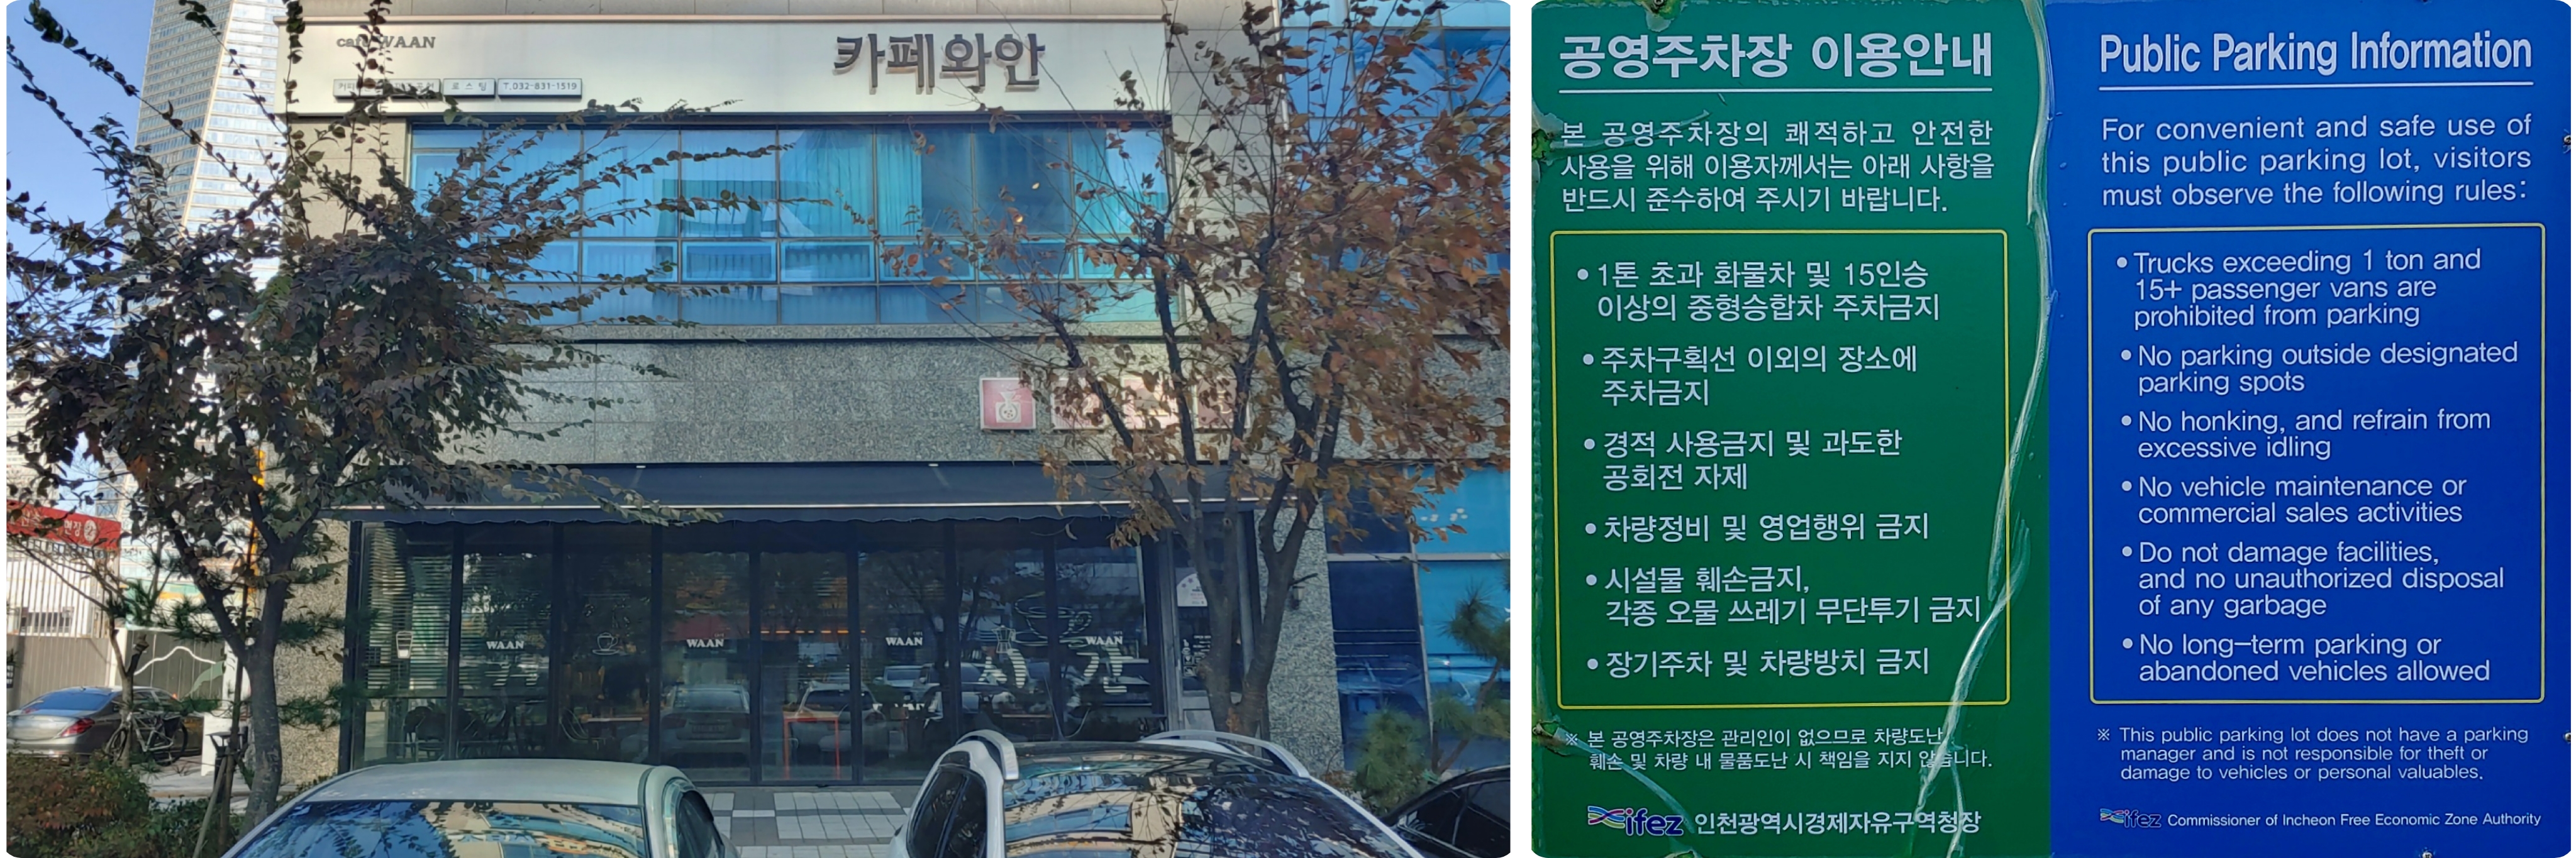 café WAAN
카페와안
로스팅
T.032-831-1519
WAAN
WAAN
WAAN
WAAN
공영주차장 이용안내
본 공영주차장의 쾌적하고 안전한
사용을 위해 이용자께서는 아래 사항을
반드시 준수하여 주시기 바랍니다.
• 1톤 초과 화물차 및 15인승
이상의 중형승합차 주차금지
• 주차구획선 이외의 장소에
주차금지
• 경적 사용금지 및 과도한
공회전 자제
• 차량정비 및 영업행위 금지
• 시설물 훼손금지,
각종 오물 쓰레기 무단투기 금지
• 장기주차 및 차량방치 금지
※ 본 공영주차장은 관리인이 없으므로 차량도난
훼손 및 차량 내 물품도난 시 책임을 지지 않습니다.
ifez 인천광역시경제자유구역청장
Public Parking Information
For convenient and safe use of
this public parking lot, visitors
must observe the following rules:
• Trucks exceeding 1 ton and
15+ passenger vans are
prohibited from parking
• No parking outside designated
parking spots
• No honking, and refrain from
excessive idling
• No vehicle maintenance or
commercial sales activities
• Do not damage facilities,
and no unauthorized disposal
of any garbage
• No long-term parking or
abandoned vehicles allowed
※ This public parking lot does not have a parking
manager and is not responsible for theft or
damage to vehicles or personal valuables.
ifez Commissioner of Incheon Free Economic Zone Authority